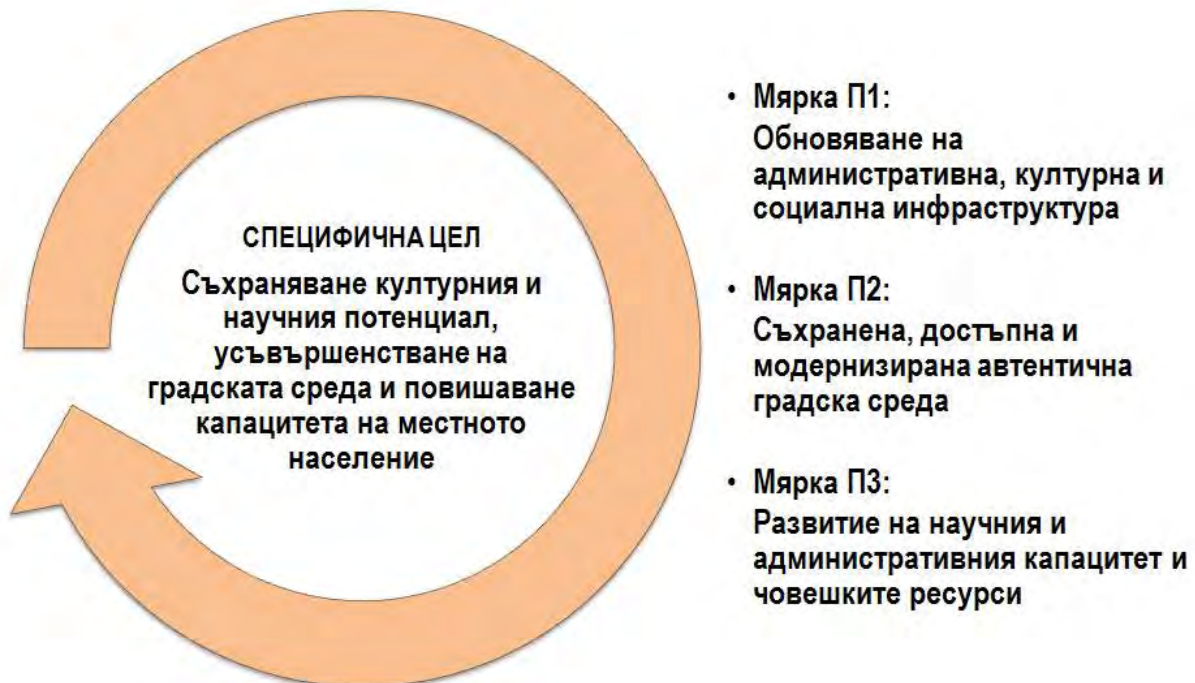 СПЕЦИФИЧНА ЦЕЛ
Съхраняване културния и
научния потенциал,
усъвършенстване на
градската среда и повишаване
капацитета на местното
население
• Мярка П1:
Обновяване на
административна, културна и
социална инфраструктура
• Мярка П2:
Съхранена, достъпна и
модернизирана автентична
градска среда
• Мярка П3:
Развитие на научния и
административния капацитет и
човешките ресурси